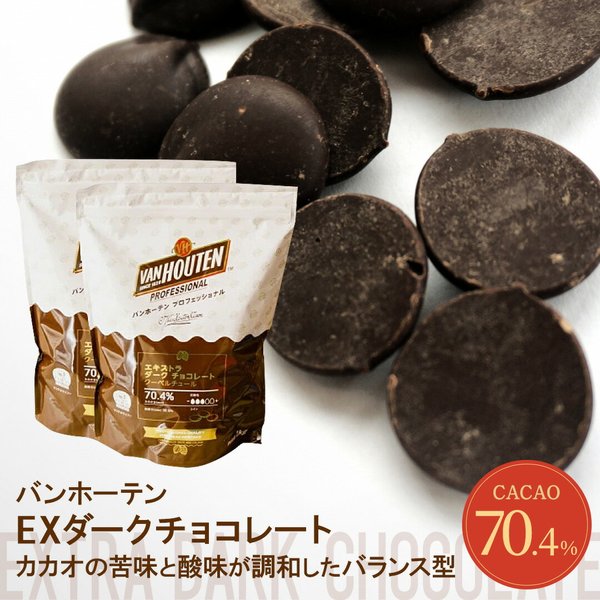 VH
VAN HOUTEN
SINCE 1828
TM
PROFESSIONAL
バンホーテン プロフェッショナル
エキストラ
ダーク チョコレート
クーベルチュール
70.4%
バンホーテン
EXダークチョコレート
カカオの苦味と酸味が調和したバランス型
EXTRA DARK CHOCOLATE
CACAO
70.4%